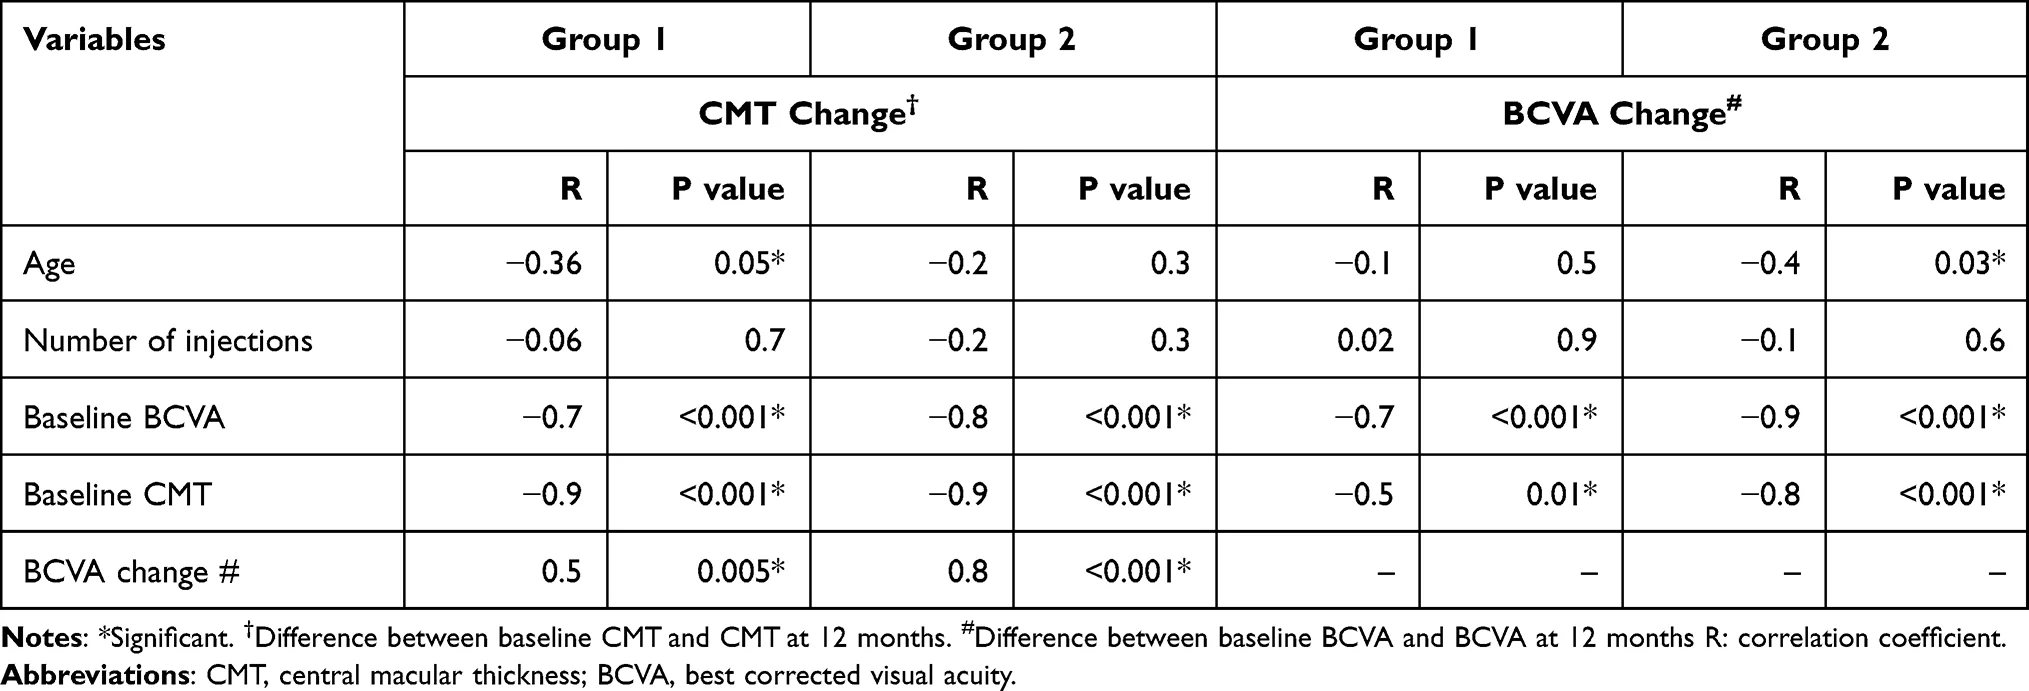 Variables Group 1 Group 2 Group 1 Group 2
CMT Change† BCVA Change#
R P value R P value R P value R P value
Age −0.36 0.05* −0.2 0.3 −0.1 0.5 −0.4 0.03*
Number of injections −0.06 0.7 −0.2 0.3 0.02 0.9 −0.1 0.6
Baseline BCVA −0.7 <0.001* −0.8 <0.001* −0.7 <0.001* −0.9 <0.001*
Baseline CMT −0.9 <0.001* −0.9 <0.001* −0.5 0.01* −0.8 <0.001*
BCVA change # 0.5 0.005* 0.8 <0.001* – – – –
Notes: *Significant. †Difference between baseline CMT and CMT at 12 months. #Difference between baseline BCVA and BCVA at 12 months R: correlation coefficient.
Abbreviations: CMT, central macular thickness; BCVA, best corrected visual acuity.